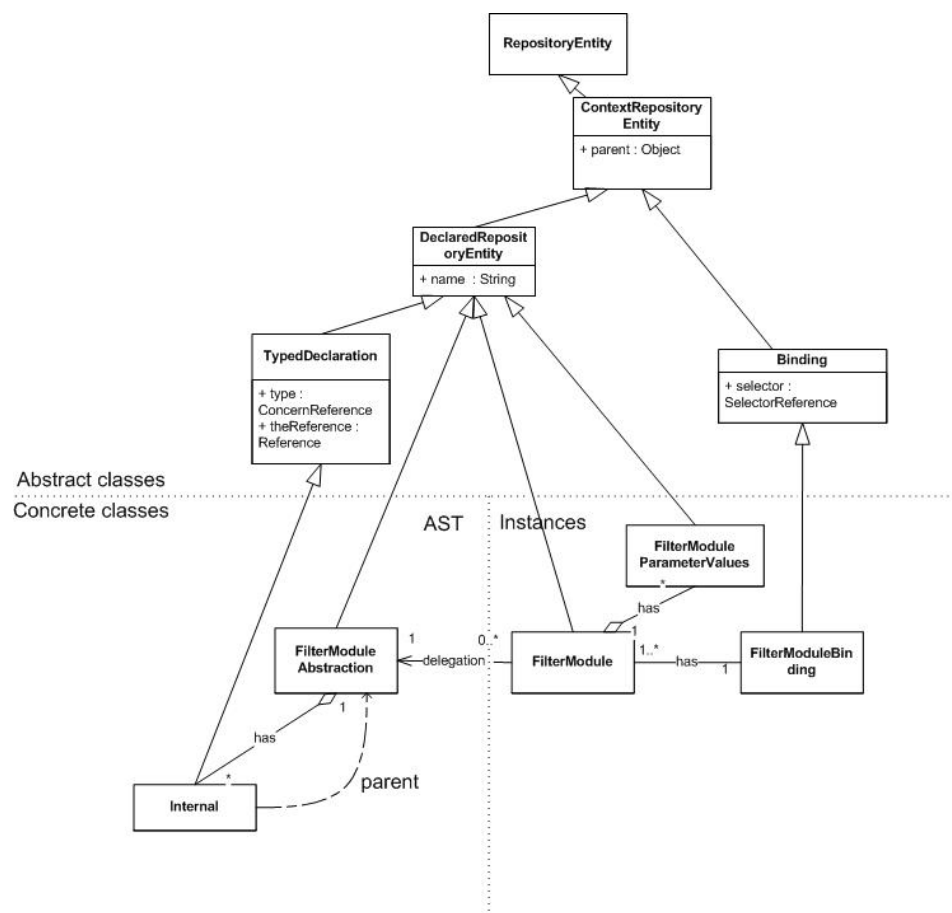 RepositoryEntity
ContextRepository
Entity
+ parent : Object
DeclaredReposit
oryEntity
+ name : String
TypedDeclaration
+ type :
ConcernReference
+ theReference :
Reference
Binding
+ selector :
SelectorReference
Abstract classes
Concrete classes
AST
Instances
FilterModule
ParameterValues
*
has
1
FilterModule
Abstraction
1
0..*
delegation
FilterModule
1..*
has
1
FilterModuleBin
ding
1
has
*
parent
Internal